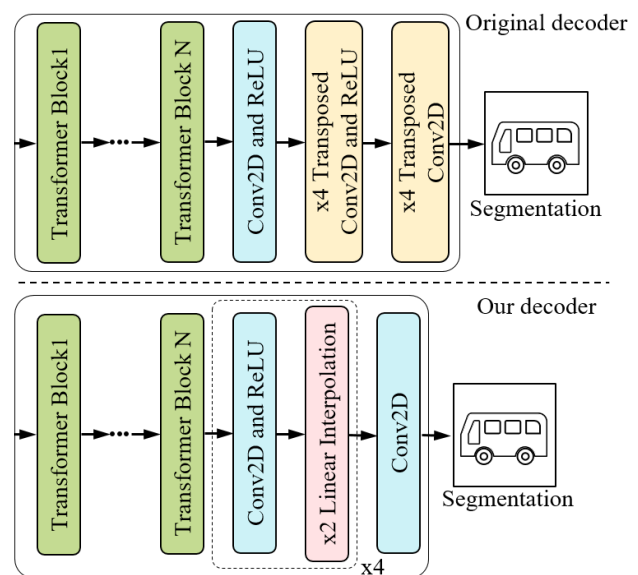 Original decoder
Transformer Block1
Transformer Block N
Conv2D and ReLU
x4 Transposed
Conv2D and ReLU
x4 Transposed
Conv2D
Segmentation
Our decoder
Transformer Block1
Transformer Block N
Conv2D and ReLU
x2 Linear Interpolation
Conv2D
Segmentation
x4